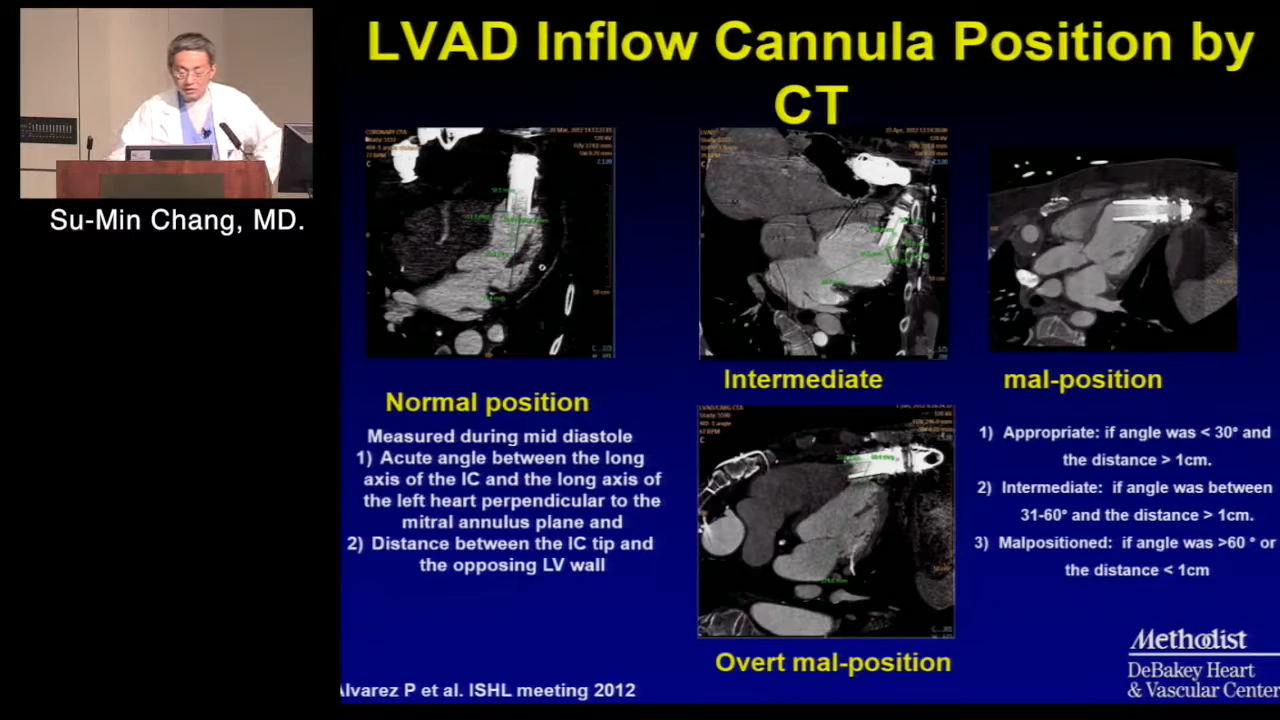 LVAD Inflow Cannula Position by
CT
Su-Min Chang, MD.
CORONARY CTA
Normal position
Measured during mid diastole
1) Acute angle between the long
axis of the IC and the long axis of
the left heart perpendicular to the
mitral annulus plane and
2) Distance between the IC tip and
the opposing LV wall
Intermediate
mal-position
Overt mal-position
1) Appropriate: if angle was < 30° and
the distance > 1cm.
2) Intermediate: if angle was between
31-60° and the distance > 1cm.
3) Malpositioned: if angle was >60 ° or
the distance < 1cm
Alvarez P et al. ISHL meeting 2012
Methodist
DeBakey Heart
& Vascular Center